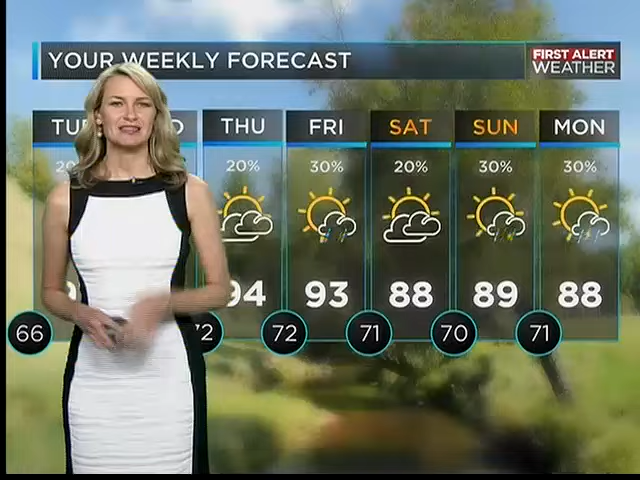 YOUR WEEKLY FORECAST
FIRST ALERT
WEATHER
THU FRI SAT SUN MON
20% 30% 20% 30% 30%
94 93 88 89 88
66 72 71 70 71